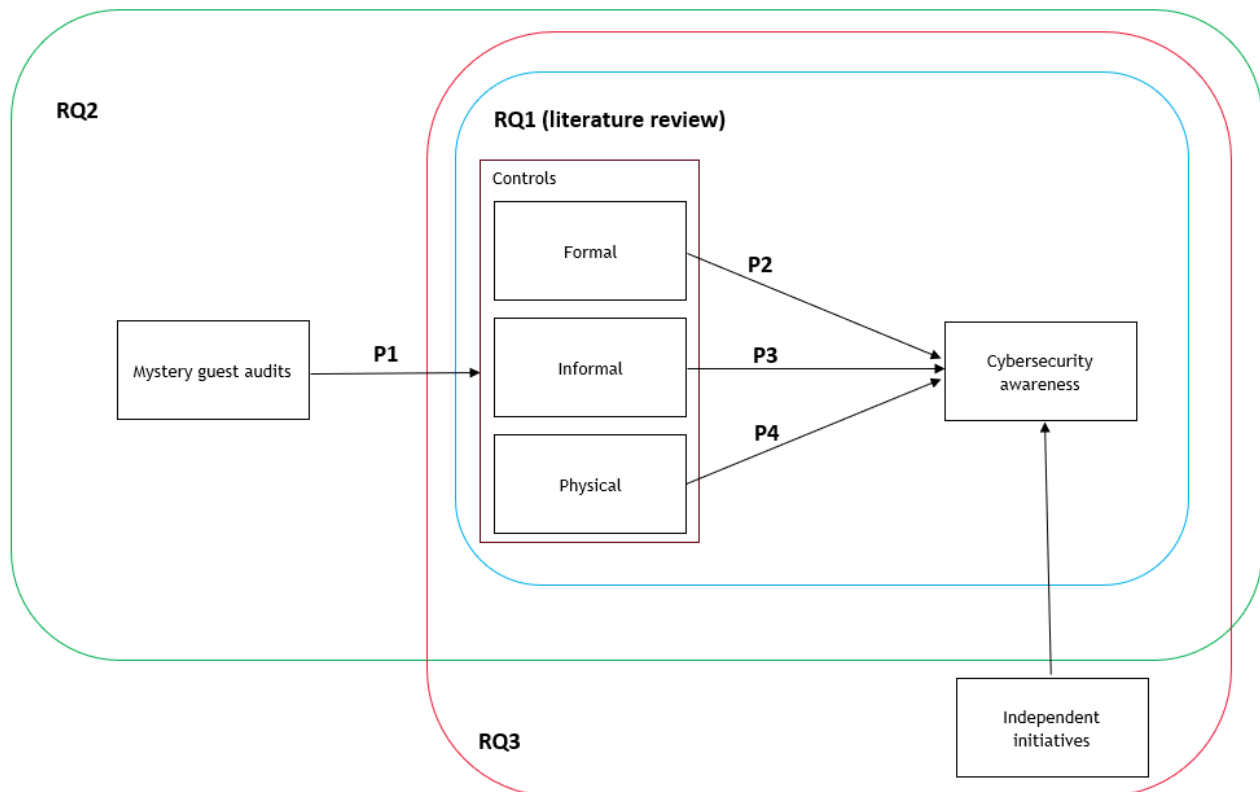 RQ2
RQ1 (literature review)
Controls
Formal
P2
Mystery guest audits
P1
Informal
P3
Cybersecurity
awareness
P4
Physical
RQ3
Independent
initiatives